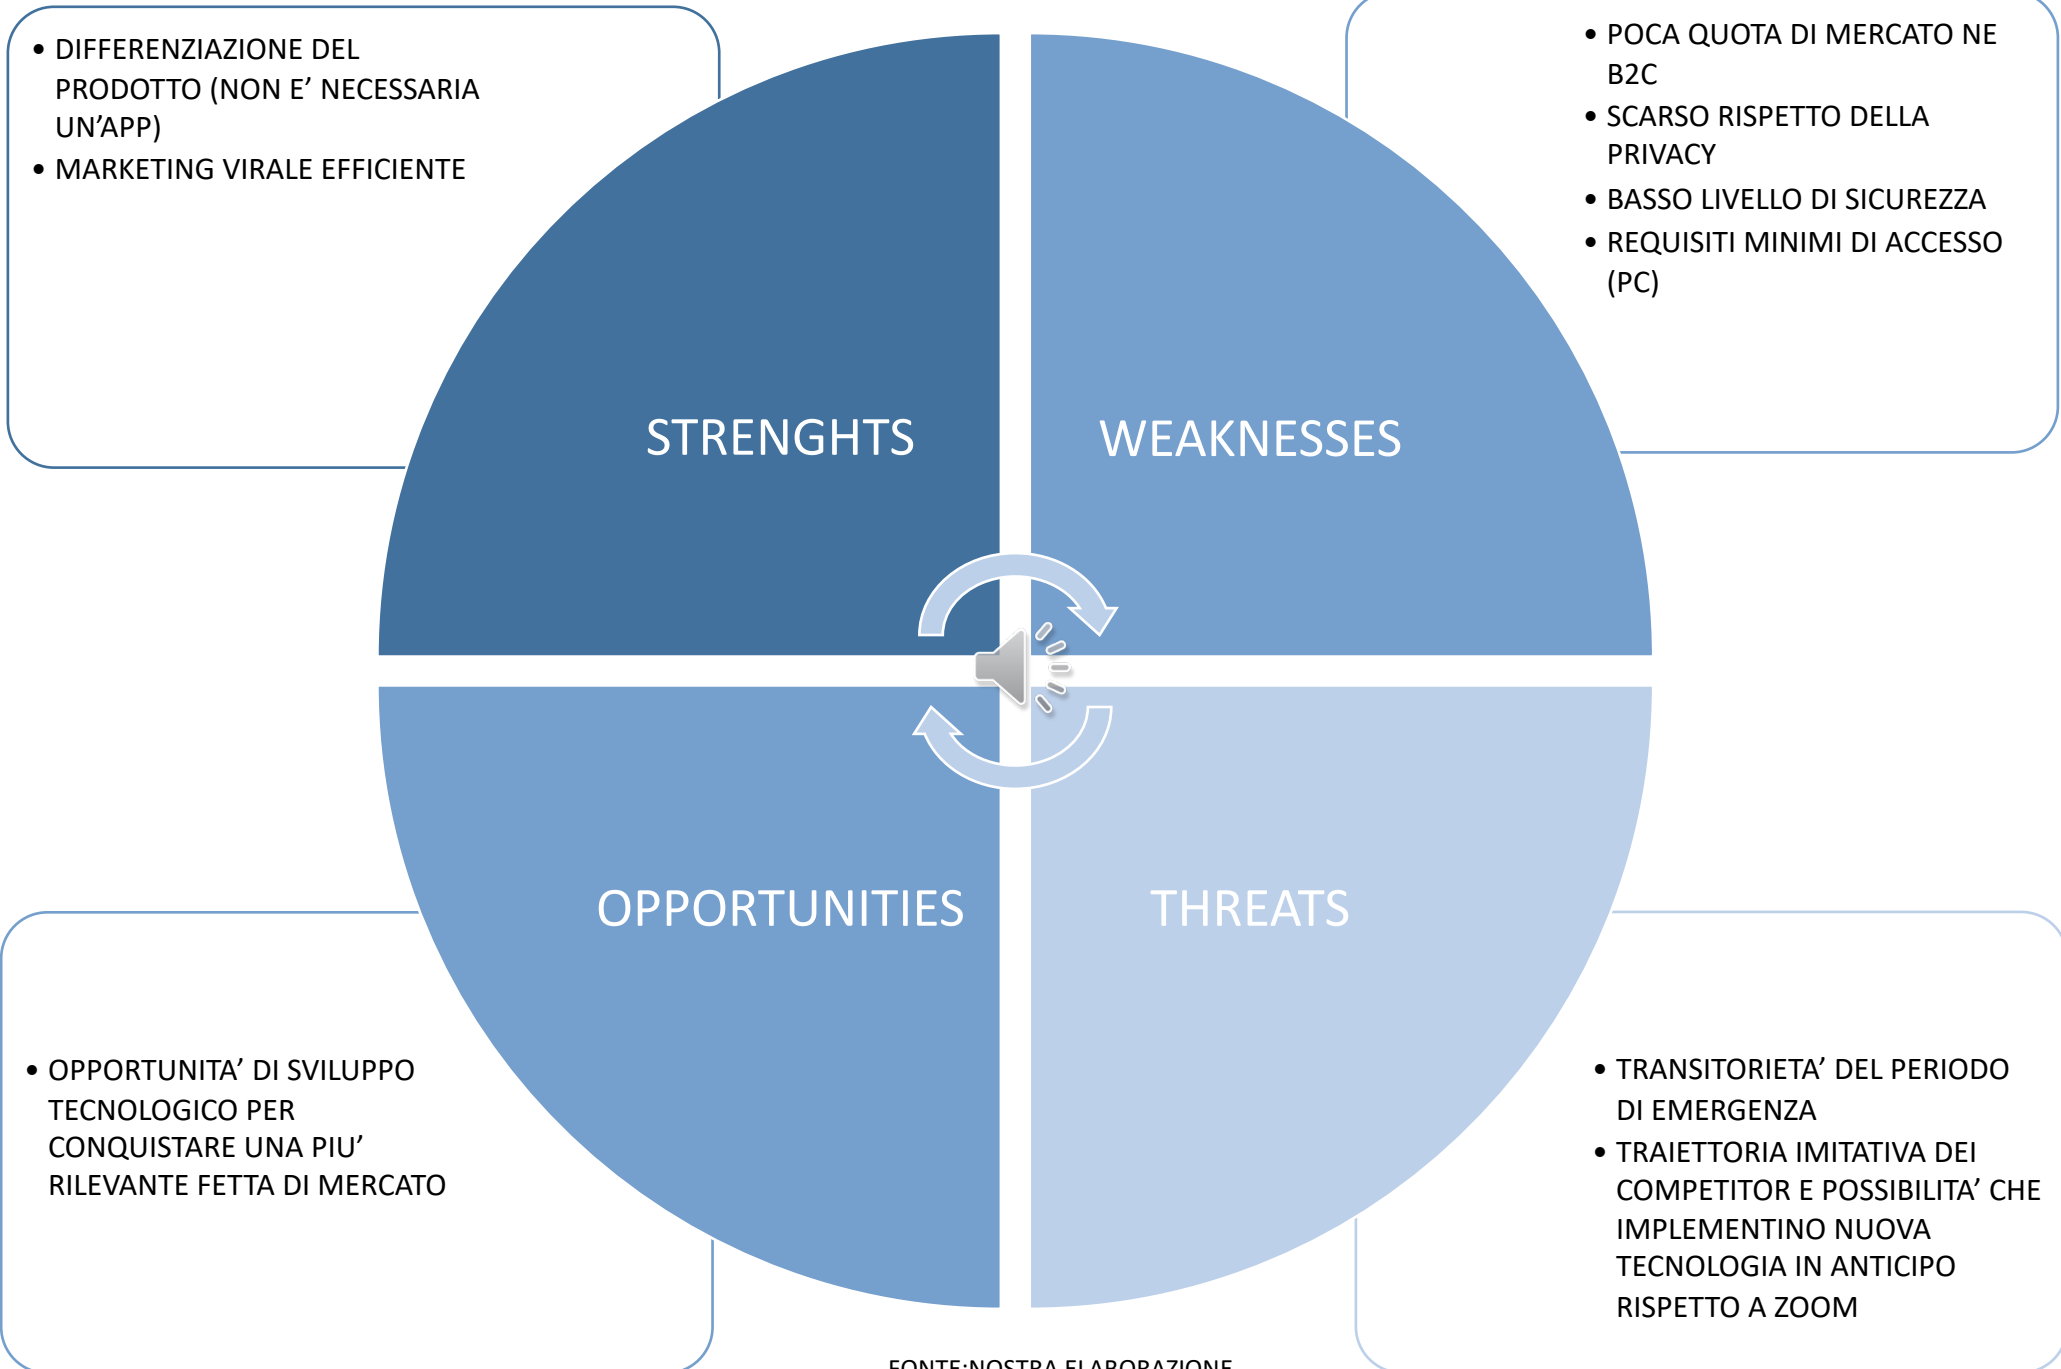 • DIFFERENZIAZIONE DEL
PRODOTTO (NON E’ NECESSARIA
UN’APP)
• MARKETING VIRALE EFFICIENTE
• POCA QUOTA DI MERCATO NE
B2C
• SCARSO RISPETTO DELLA
PRIVACY
• BASSO LIVELLO DI SICUREZZA
• REQUISITI MINIMI DI ACCESSO
(PC)
STRENGHTS
WEAKNESSES
OPPORTUNITIES
THREATS
• OPPORTUNITA’ DI SVILUPPO
TECNOLOGICO PER
CONQUISTARE UNA PIU’
RILEVANTE FETTA DI MERCATO
• TRANSITORIETA’ DEL PERIODO
DI EMERGENZA
• TRAIETTORIA IMITATIVA DEI
COMPETITOR E POSSIBILITA’ CHE
IMPLEMENTINO NUOVA
TECNOLOGIA IN ANTICIPO
RISPETTO A ZOOM
FONTE:NOSTRA ELABORAZIONE